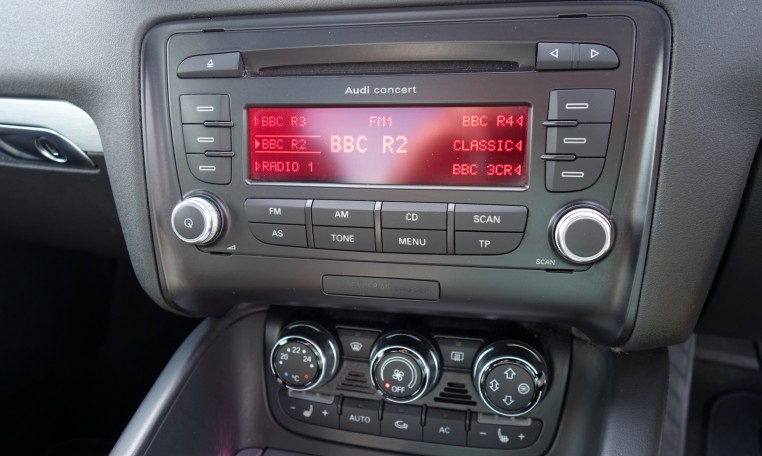 Audi concert
BBC R3 FM1 BBC R4
BBC R2 BBC R2 CLASSIC
RADIO 1 BBC 3CR
FM AM CD SCAN
AS TONE MENU TP
SCAN
22
20 24
°C
OFF
AUTO AC
- + - +